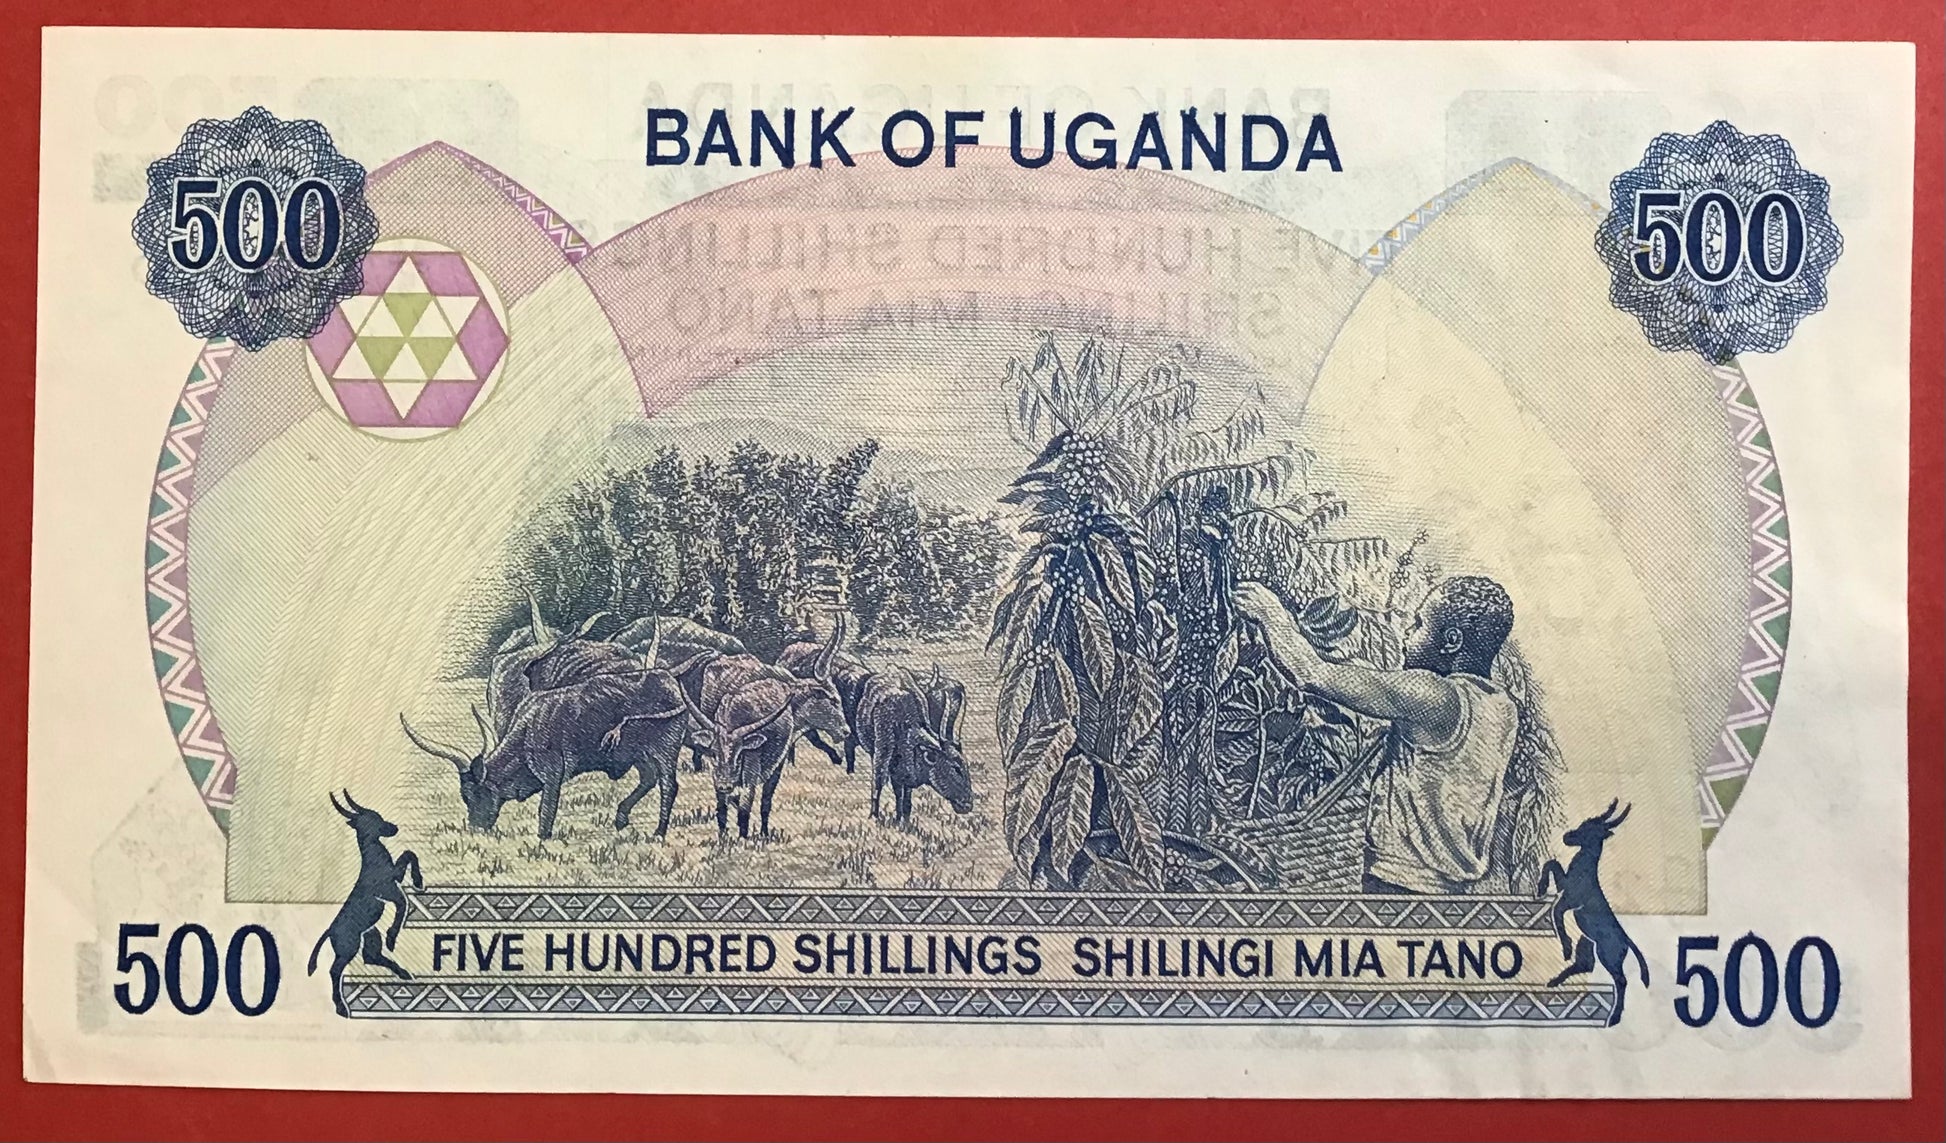 BANK OF UGANDA
500 500
FIVE HUNDRED SHILLINGS SHILINGI MIA TANO
500 500